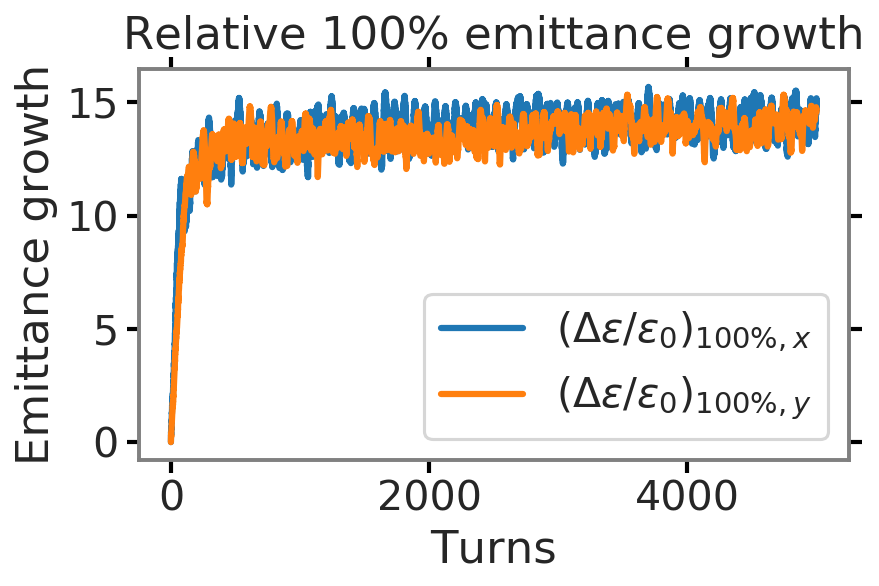 Relative 100% emittance growth
Emittance growth
15
10
5
0
(Δε/ε₀)₁₀₀%, ₓ
(Δε/ε₀)₁₀₀%, y
0 2000 4000
Turns